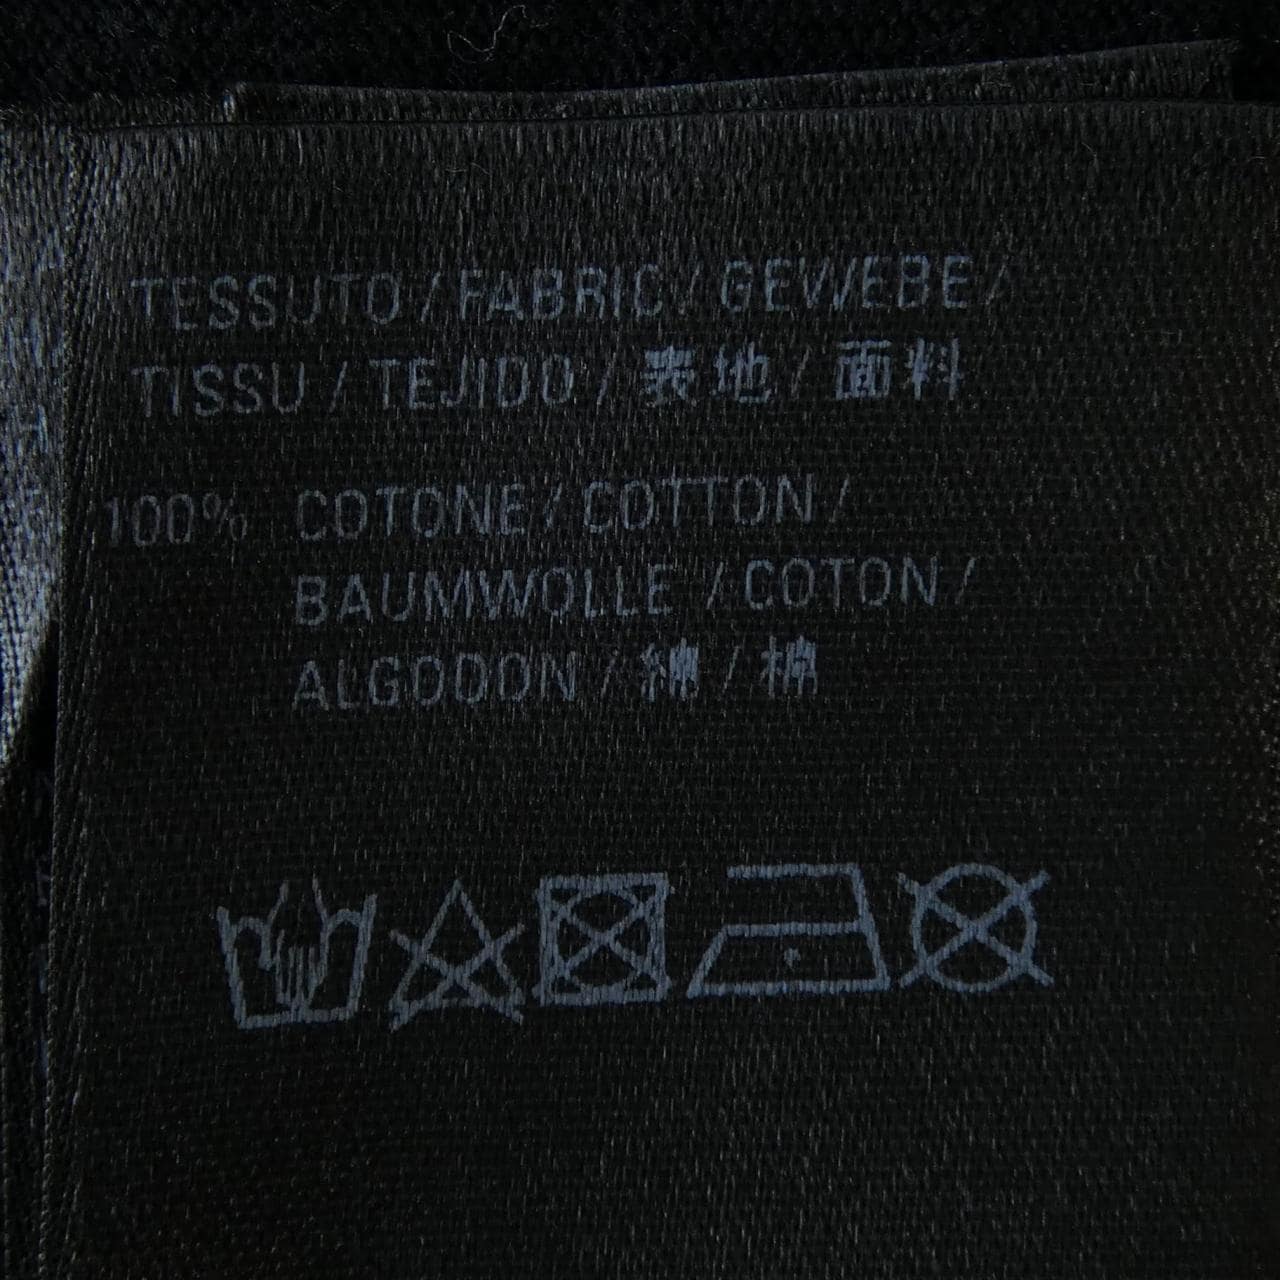 TESSUTO / FABRIC / GEWEBE /
TISSU / TEJIDO / 表地 / 面料
100% COTONE / COTTON /
BAUMWOLLE / COTON /
ALGODON / 綿 / 棉